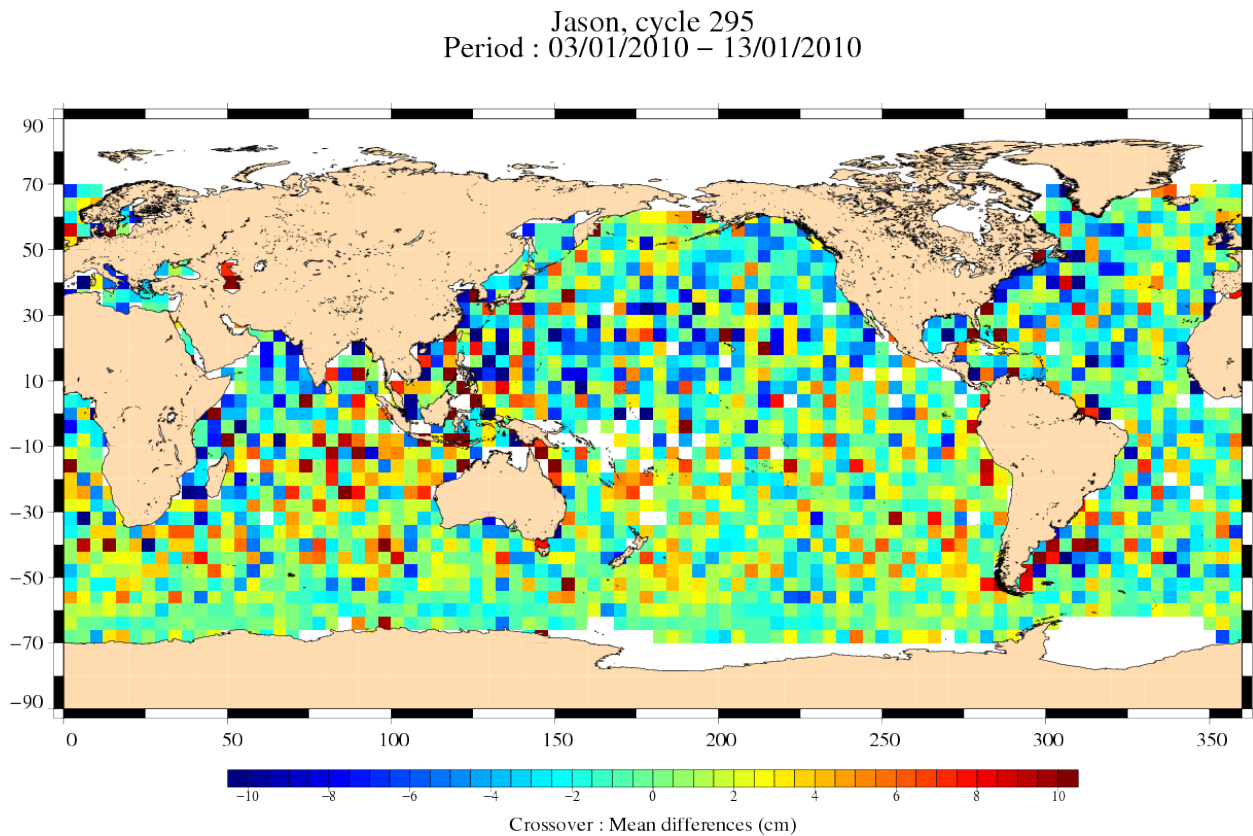 Jason, cycle 295
Period : 03/01/2010 − 13/01/2010
90
70
50
30
10
−10
−30
−50
−70
−90
0 50 100 150 200 250 300 350
−10 −8 −6 −4 −2 0 2 4 6 8 10
Crossover : Mean differences (cm)